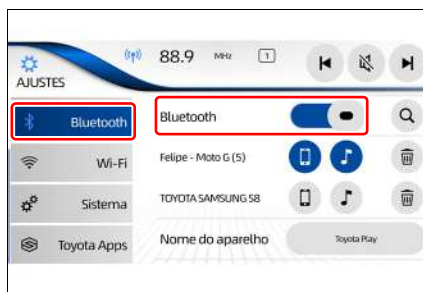 88.9 MHz 1
AJUSTES
Bluetooth
Bluetooth
Wi-Fi
Felipe - Moto G (5)
Sistema
TOYOTA SAMSUNG S8
Toyota Apps
Nome do aparelho
Toyota Play